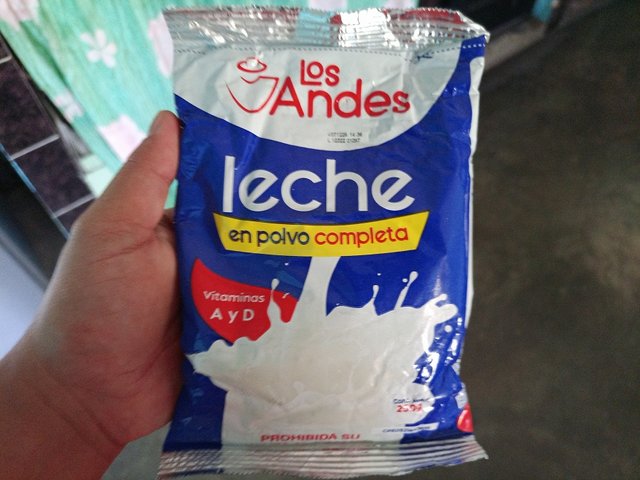 Los
Andes
leche
en polvo completa
Vitaminas
A y D
PROHIBIDA SU